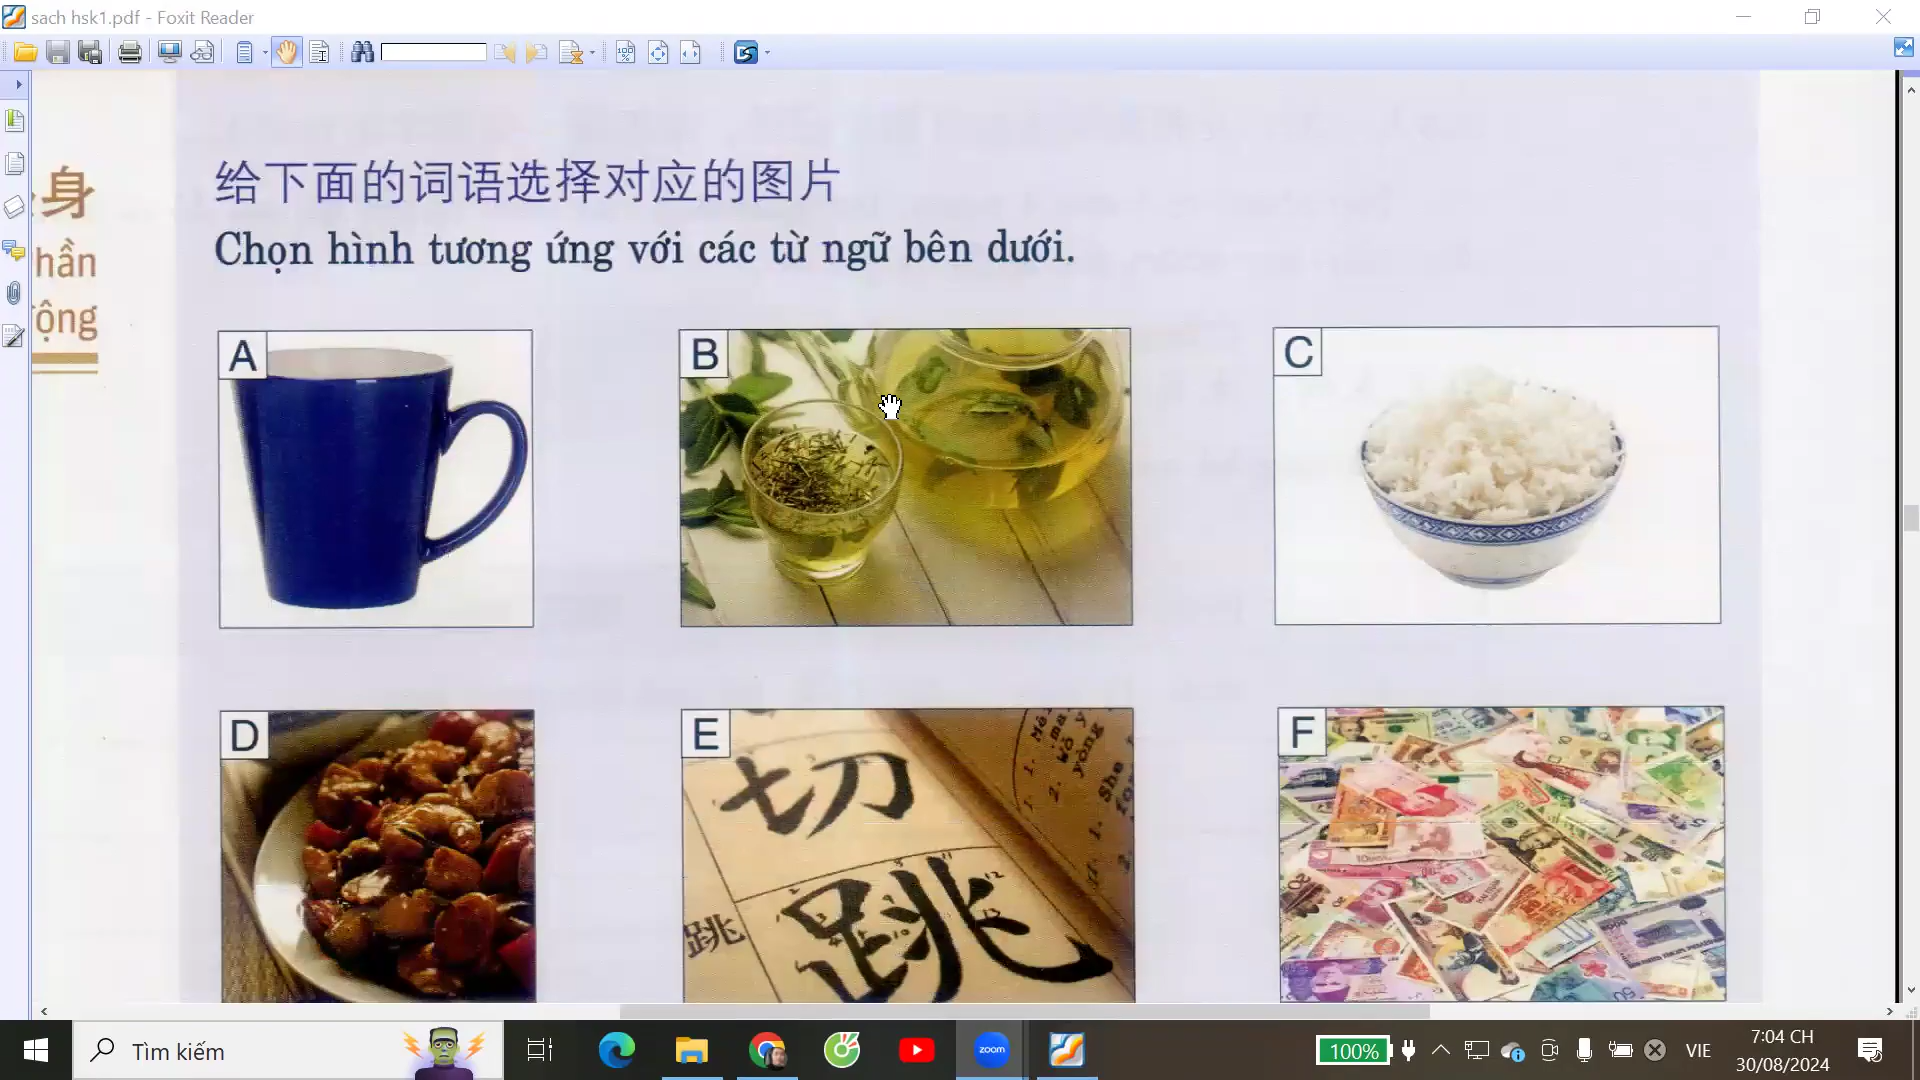 sach hsk1.pdf - Foxit Reader
身
hần
ộng
给下面的词语选择对应的图片
Chọn hình tương ứng với các từ ngữ bên dưới.
A
B
C
D
E
切
跳
跳
F
Tìm kiếm
zoom
100%
VIE
7:04 CH
30/08/2024